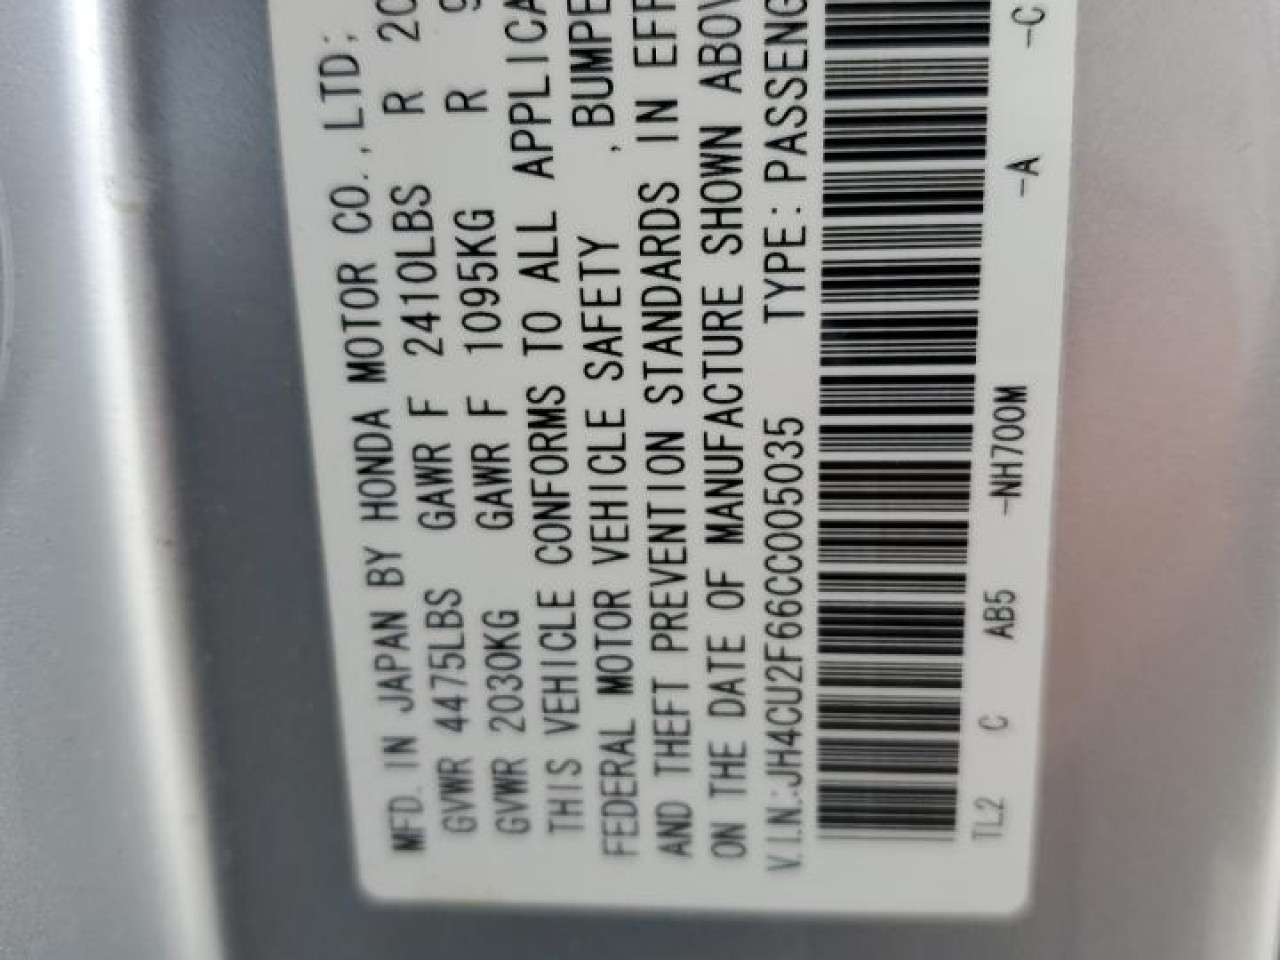 MFD. IN JAPAN BY HONDA MOTOR CO., LTD;
GVWR 4475LBS GAWR F 2410LBS R 20
GVWR 2030KG GAWR F 1095KG R 9
THIS VEHICLE CONFORMS TO ALL APPLICA
FEDERAL MOTOR VEHICLE SAFETY , BUMPE
AND THEFT PREVENTION STANDARDS IN EFF
ON THE DATE OF MANUFACTURE SHOWN ABOV
V.I.N.:JH4CU2F66CC005035 TYPE: PASSENG
TL2 C AB5 -NH700M -A -C